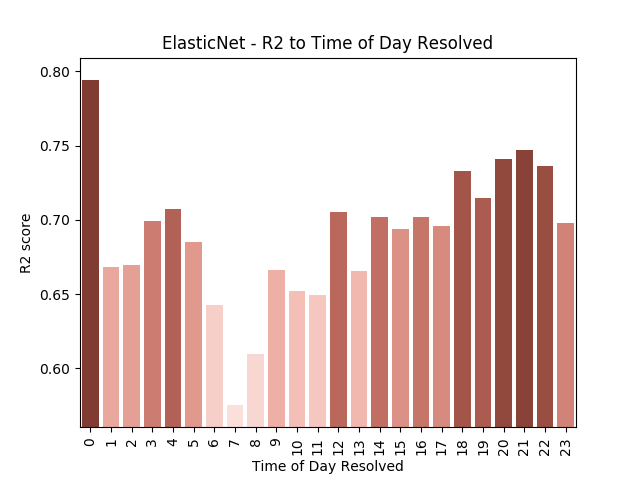 ElasticNet - R2 to Time of Day Resolved
0.80
0.75
0.70
0.65
0.60
R2 score
0 1 2 3 4 5 6 7 8 9 10 11 12 13 14 15 16 17 18 19 20 21 22 23
Time of Day Resolved